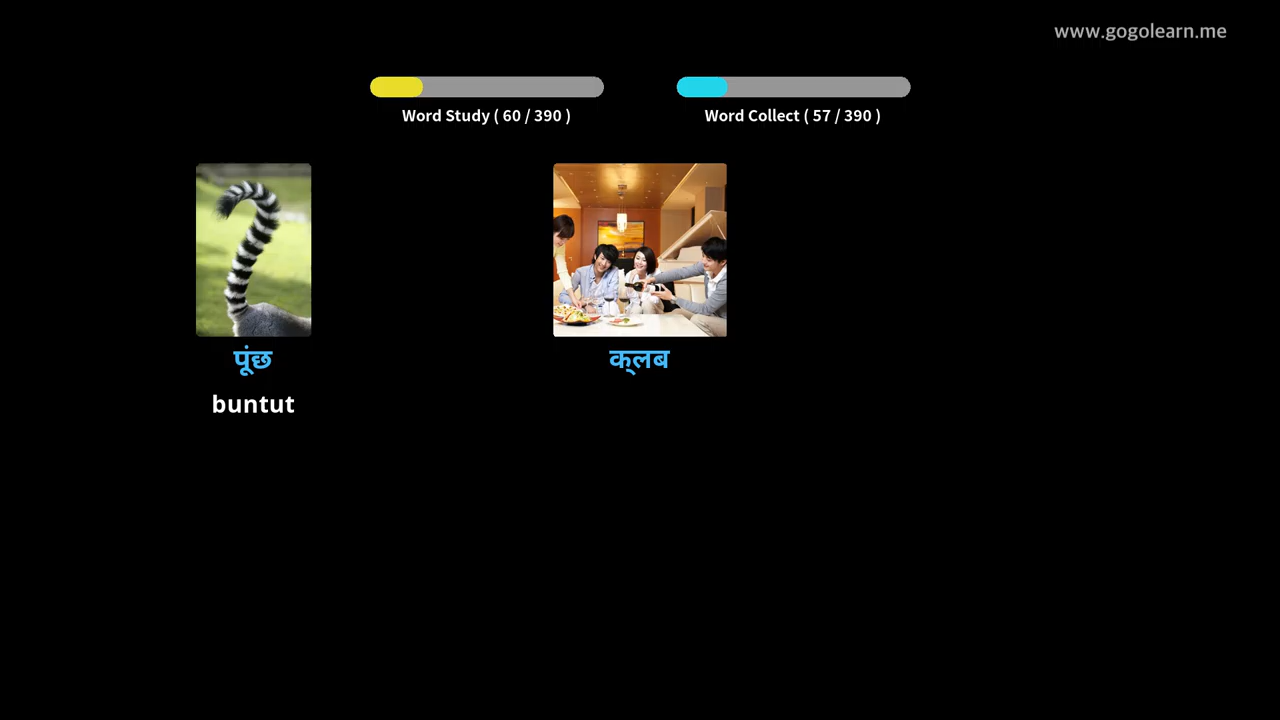 www.gogolearn.me
Word Study ( 60 / 390 )
Word Collect ( 57 / 390 )
पूंछ
क्लब
buntut